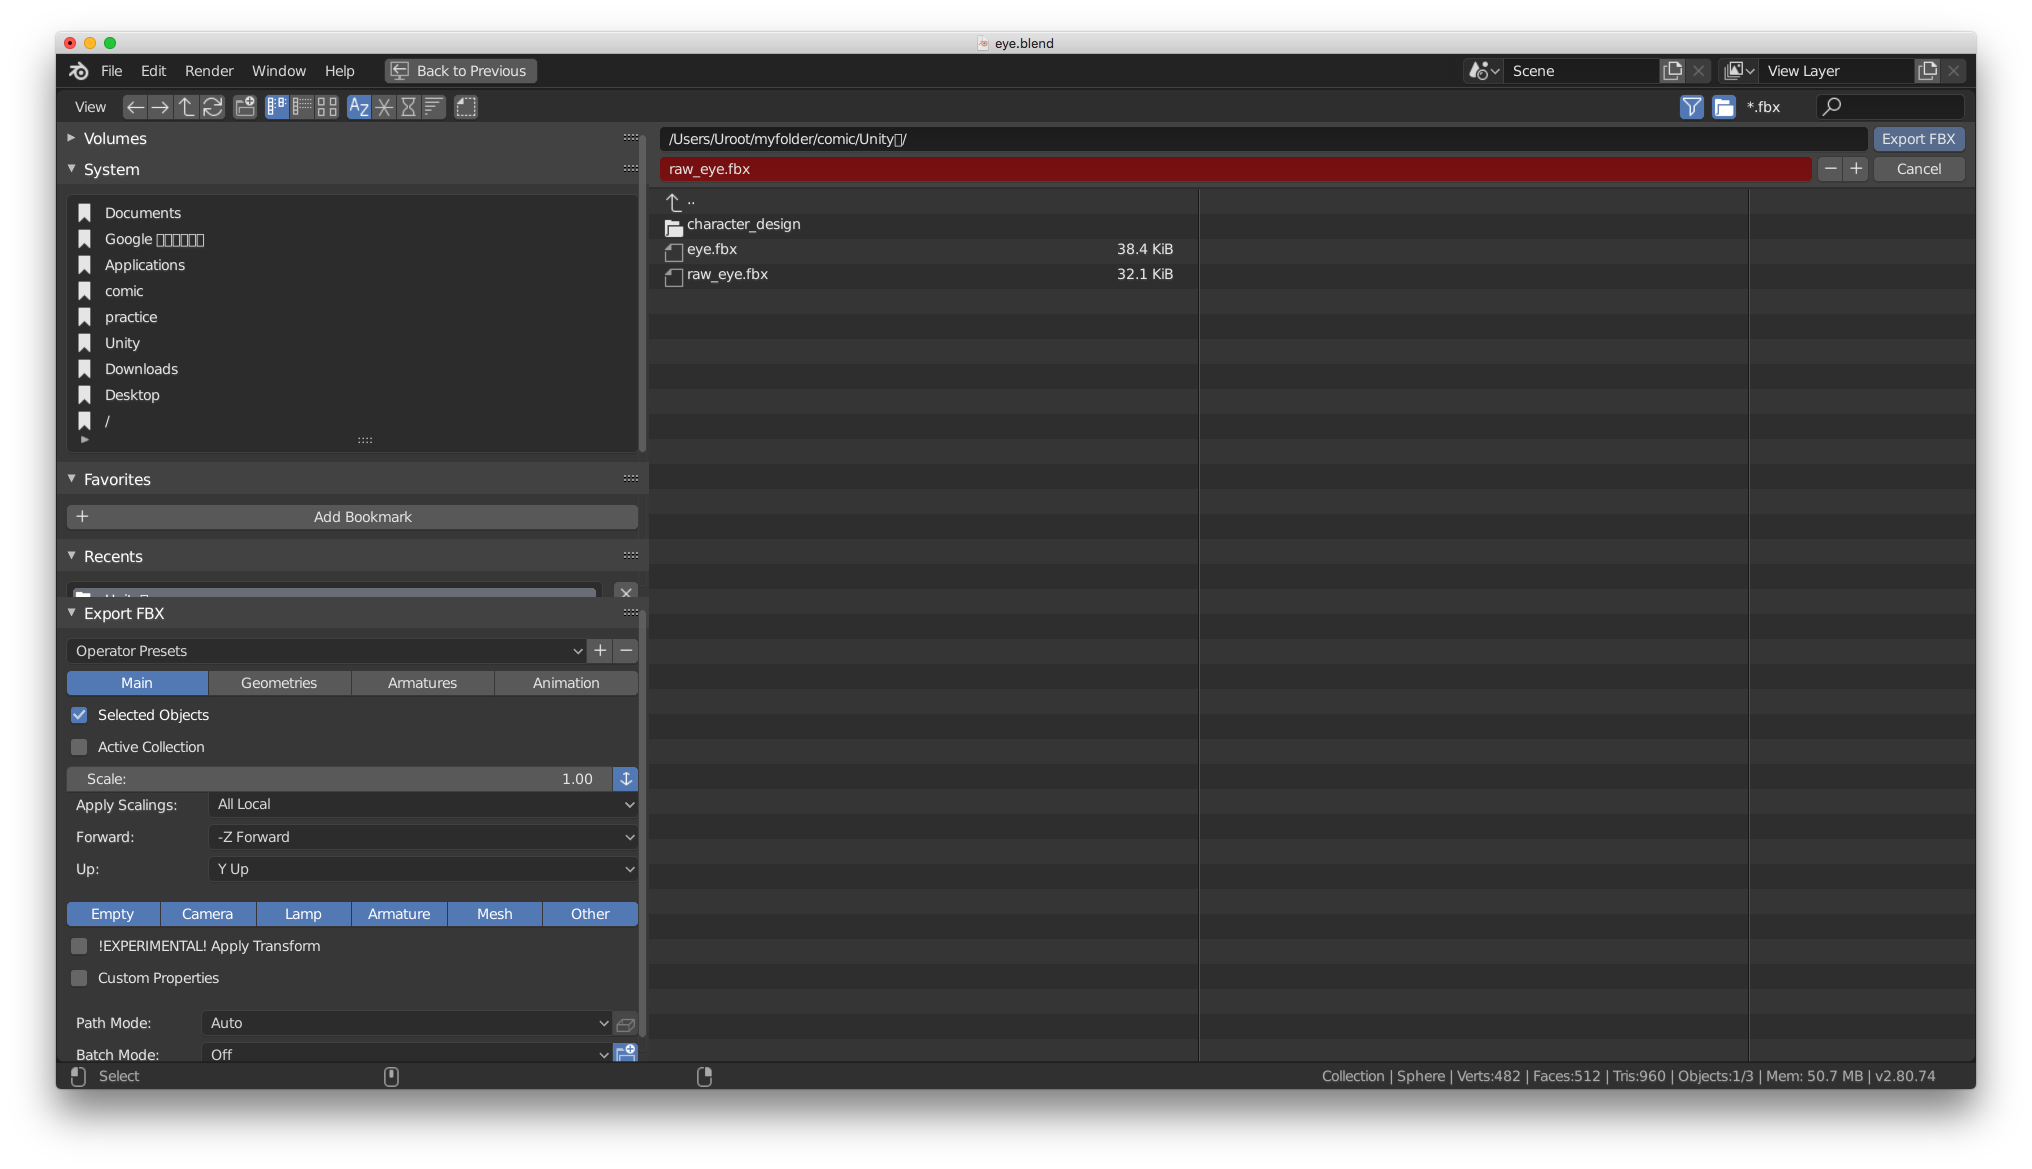 eye.blend
File Edit Render Window Help Back to Previous Scene View Layer
View *.fbx
Volumes
System
Documents
Google
Applications
comic
practice
Unity
Downloads
Desktop
/
Favorites
Add Bookmark
Recents
Export FBX
Operator Presets
Main Geometries Armatures Animation
Selected Objects
Active Collection
Scale: 1.00
Apply Scalings: All Local
Forward: -Z Forward
Up: Y Up
Empty Camera Lamp Armature Mesh Other
!EXPERIMENTAL! Apply Transform
Custom Properties
Path Mode: Auto
Batch Mode: Off
/Users/Uroot/myfolder/comic/Unity▯/ Export FBX
raw_eye.fbx Cancel
..
character_design
eye.fbx 38.4 KiB
raw_eye.fbx 32.1 KiB
Select
Collection | Sphere | Verts:482 | Faces:512 | Tris:960 | Objects:1/3 | Mem: 50.7 MB | v2.80.74